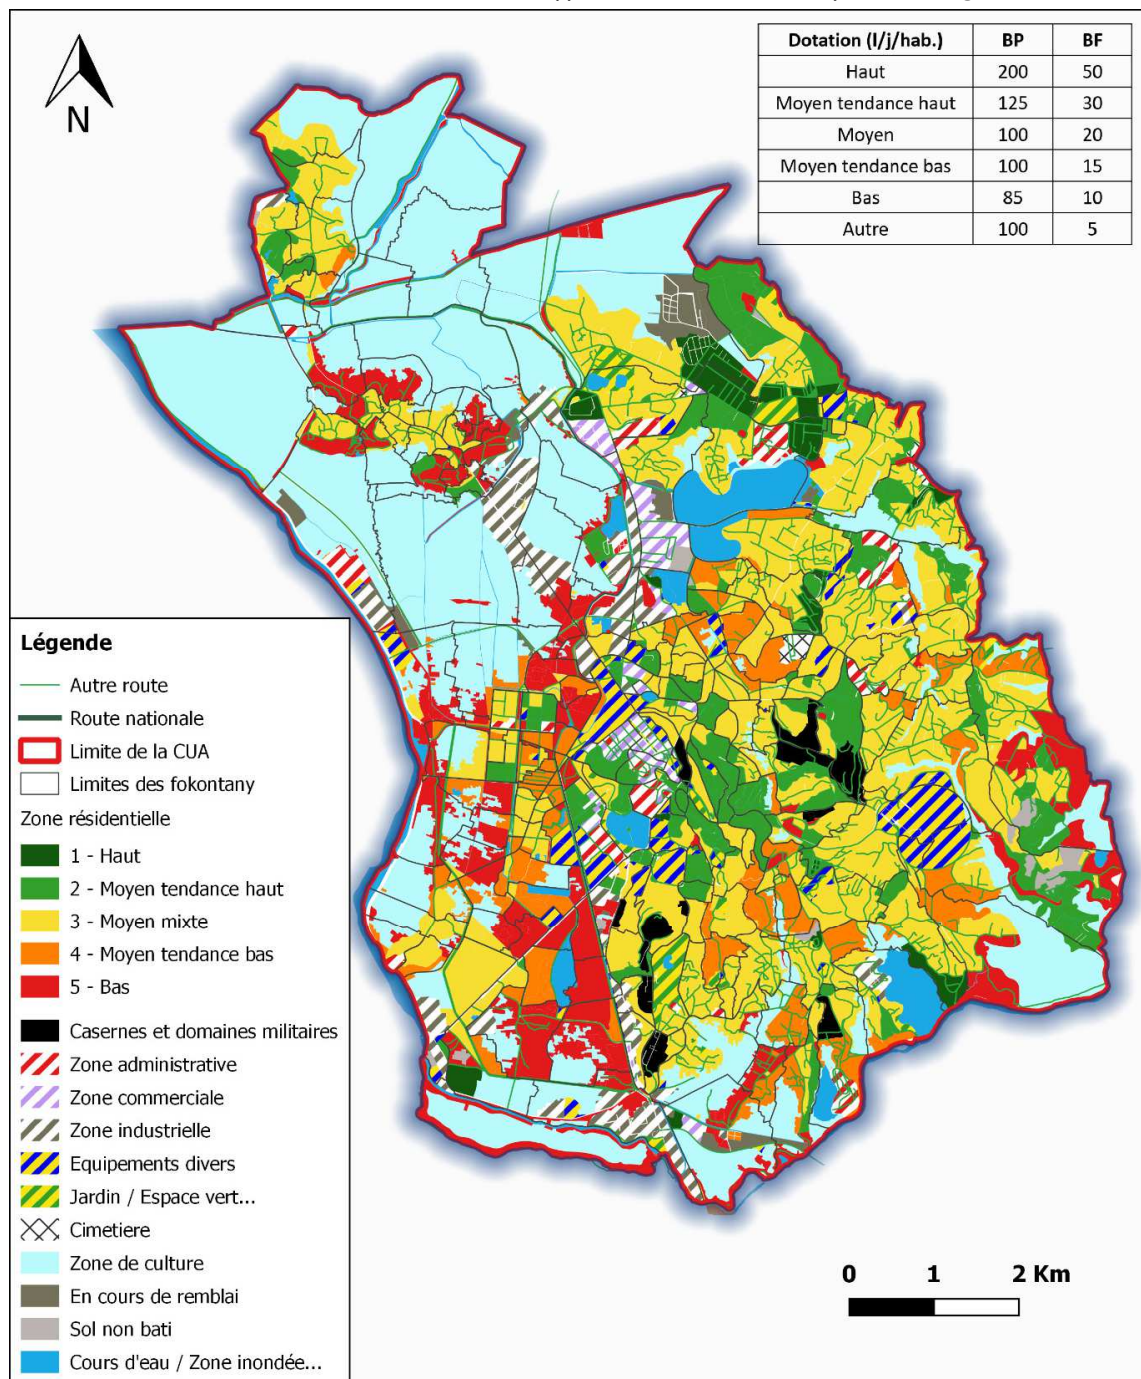 Dotation (l/j/hab.) BP BF
Haut 200 50
Moyen tendance haut 125 30
Moyen 100 20
Moyen tendance bas 100 15
Bas 85 10
Autre 100 5
N
Légende
Autre route
Route nationale
Limite de la CUA
Limites des fokontany
Zone résidentielle
1 - Haut
2 - Moyen tendance haut
3 - Moyen mixte
4 - Moyen tendance bas
5 - Bas
Casernes et domaines militaires
Zone administrative
Zone commerciale
Zone industrielle
Equipements divers
Jardin / Espace vert...
Cimetiere
Zone de culture
En cours de remblai
Sol non bati
Cours d'eau / Zone inondée...
0 1 2 Km